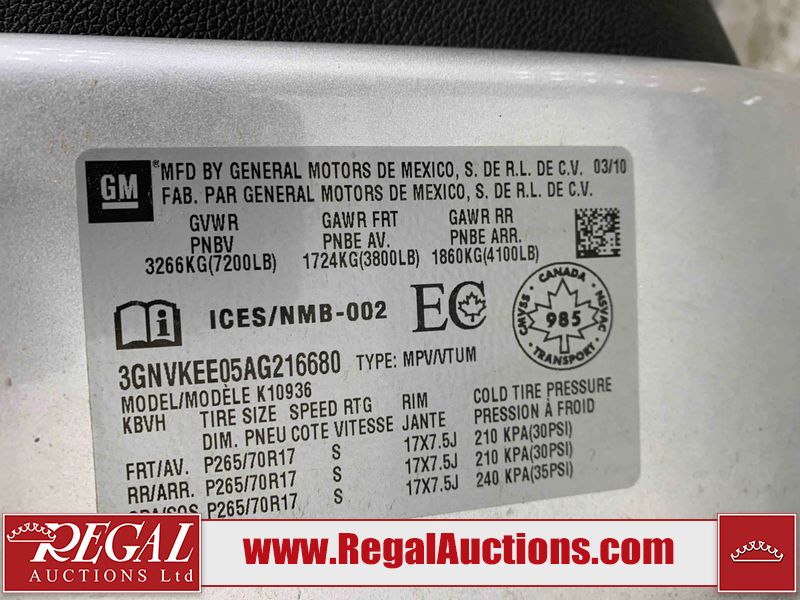 GM
®MFD BY GENERAL MOTORS DE MEXICO, S. DE R.L. DE C.V. 03/10
FAB. PAR GENERAL MOTORS DE MEXICO, S. DE R.L. DE C.V.
GVWR GAWR FRT GAWR RR
PNBV PNBE AV. PNBE ARR.
3266KG(7200LB) 1724KG(3800LB) 1860KG(4100LB)
i ICES/NMB-002 EC
CMVSS CANADA NSVAC
985
TRANSPORT
3GNVKEE05AG216680 TYPE: MPV/VTUM
MODEL/MODÈLE K10936
KBVH TIRE SIZE SPEED RTG RIM COLD TIRE PRESSURE
DIM. PNEU COTE VITESSE JANTE PRESSION À FROID
FRT/AV. P265/70R17 S 17X7.5J 210 KPA(30PSI)
RR/ARR. P265/70R17 S 17X7.5J 210 KPA(30PSI)
SPA/SOS P265/70R17 S 17X7.5J 240 KPA(35PSI)
REGAL
AUCTIONS Ltd
www.RegalAuctions.com